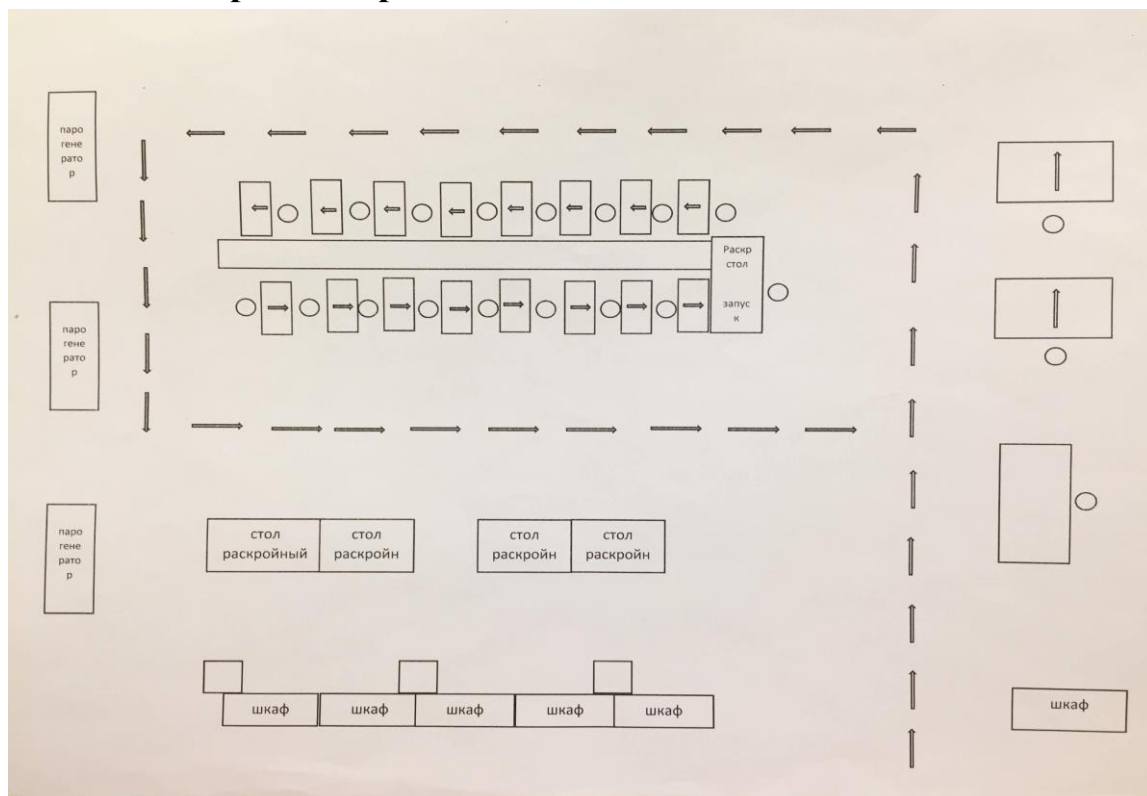 паро
гене
рато
р
Раскр
стол
запус
к
паро
гене
рато
р
паро
гене
рато
р
стол
раскройный
стол
раскройн
стол
раскройн
стол
раскройн
шкаф
шкаф
шкаф
шкаф
шкаф
шкаф